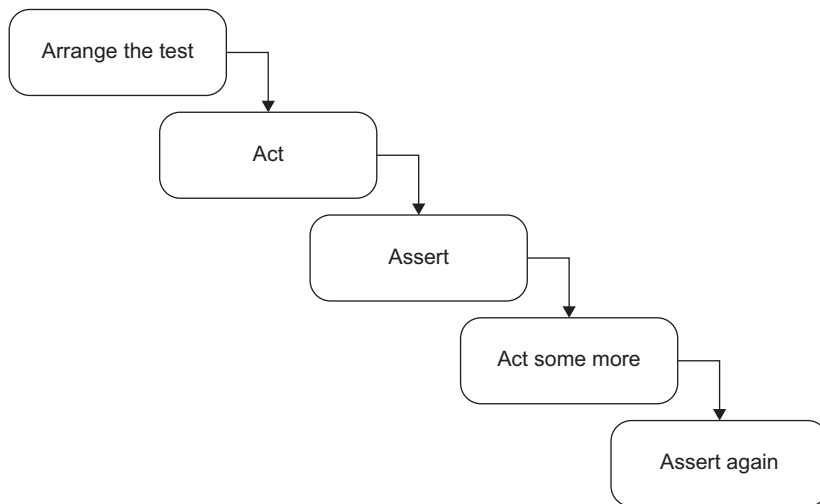 Arrange the test
Act
Assert
Act some more
Assert again